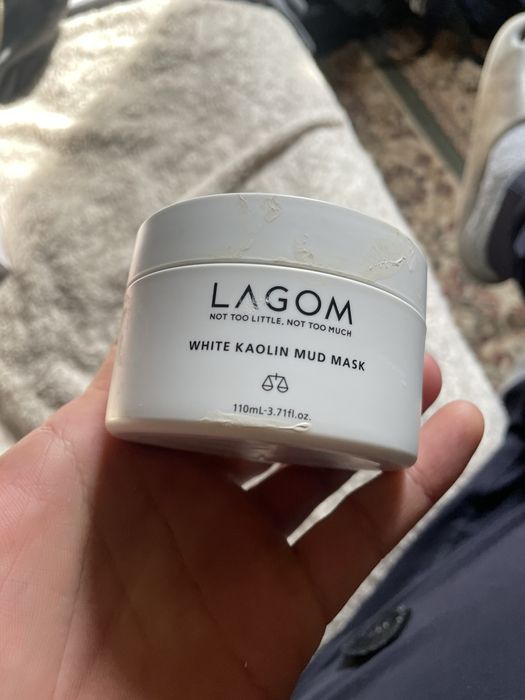 LAGOM
NOT TOO LITTLE, NOT TOO MUCH
WHITE KAOLIN MUD MASK
110mL-3.71fl.oz.